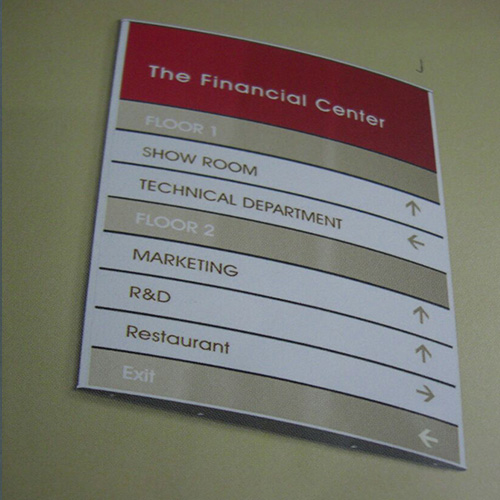 The Financial Center
FLOOR 1
SHOW ROOM ↑
TECHNICAL DEPARTMENT ←
FLOOR 2
MARKETING ↑
R&D ↑
Restaurant →
Exit ←